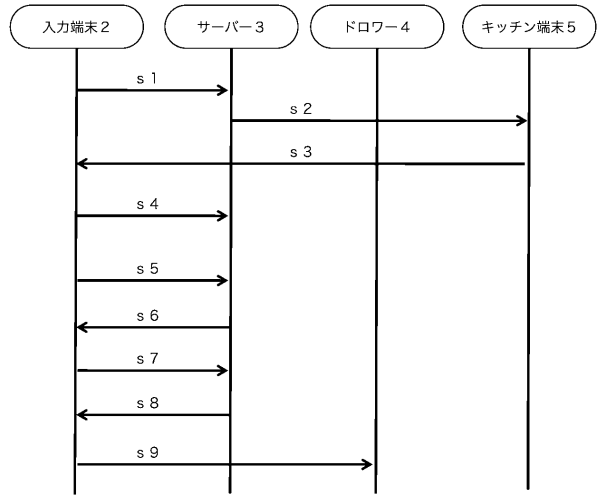 入力端末２
サーバー３
ドロワー４
キッチン端末５
ｓ１
ｓ２
ｓ３
ｓ４
ｓ５
ｓ６
ｓ７
ｓ８
ｓ９